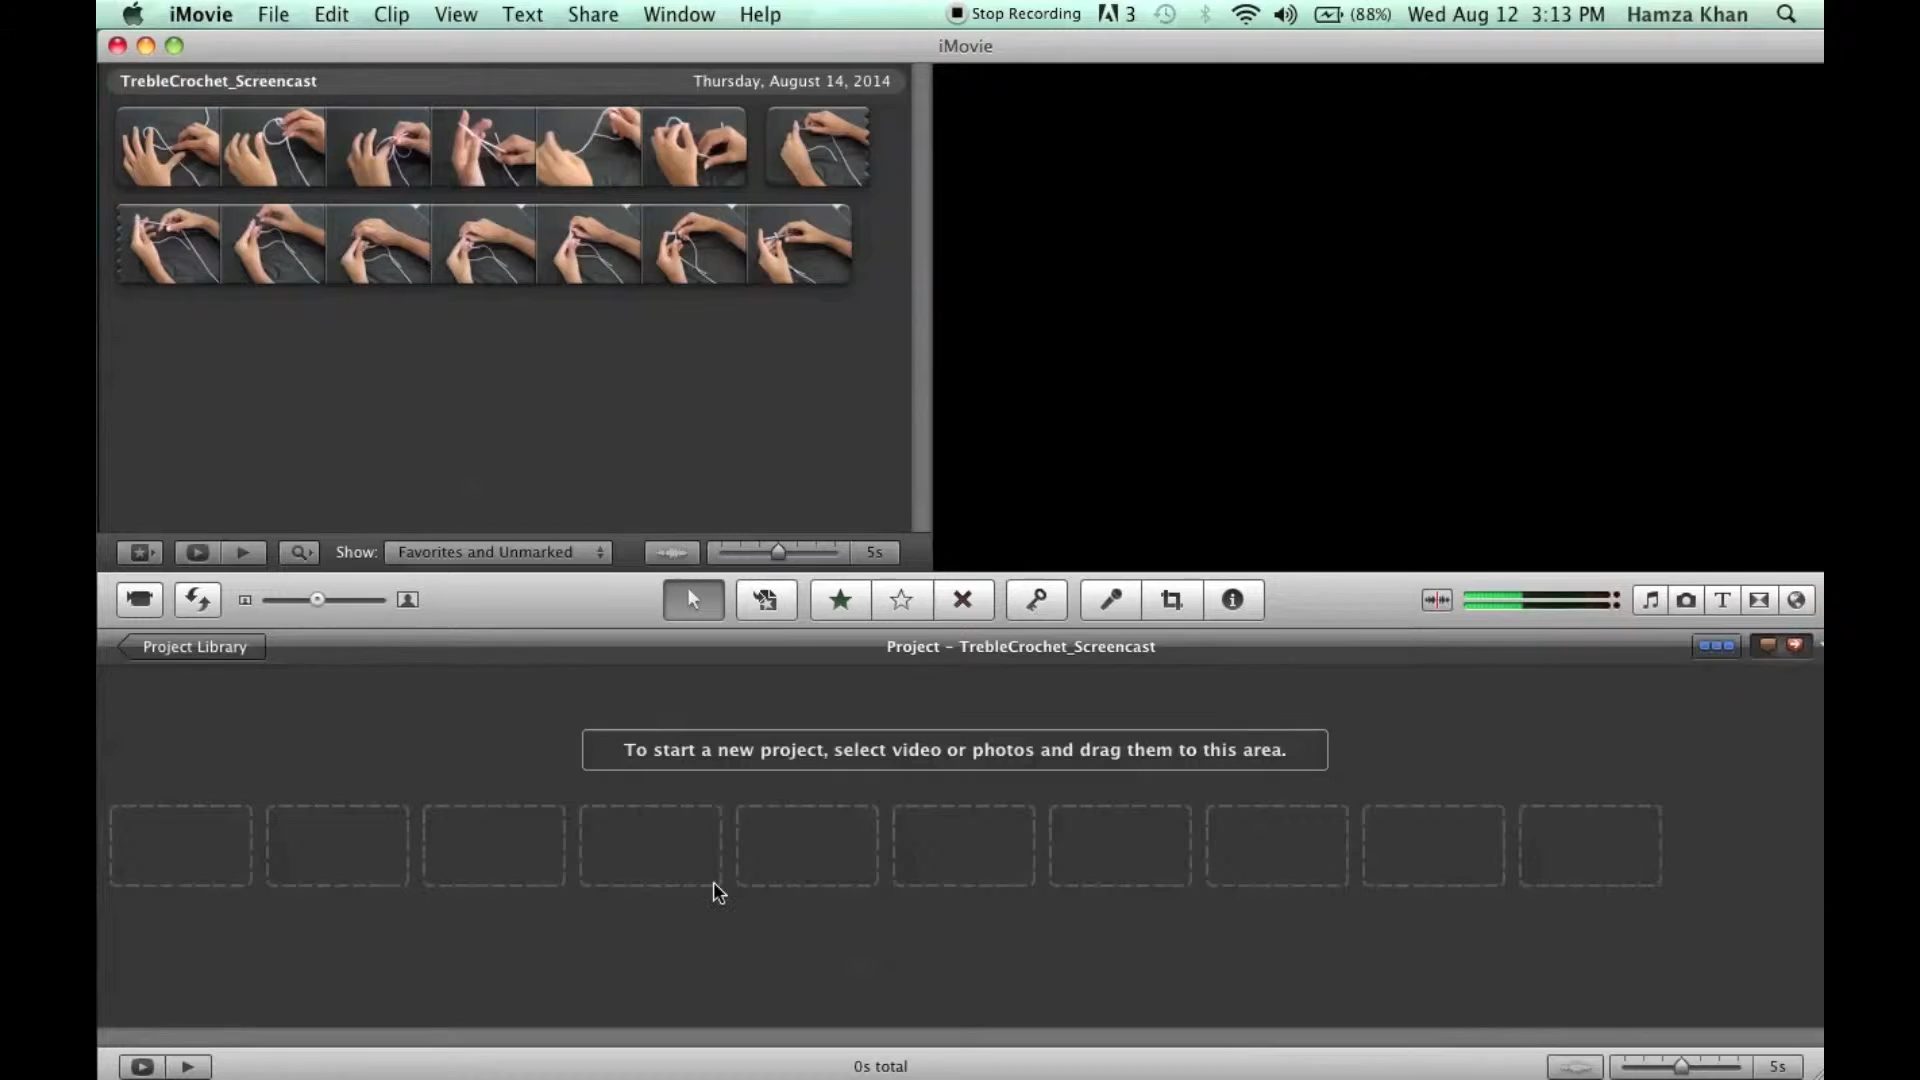 iMovie File Edit Clip View Text Share Window Help Stop Recording 3 (88%) Wed Aug 12 3:13 PM Hamza Khan
iMovie
TrebleCrochet_Screencast Thursday, August 14, 2014
Show: Favorites and Unmarked 5s
Project Library Project – TrebleCrochet_Screencast
To start a new project, select video or photos and drag them to this area.
0s total 5s